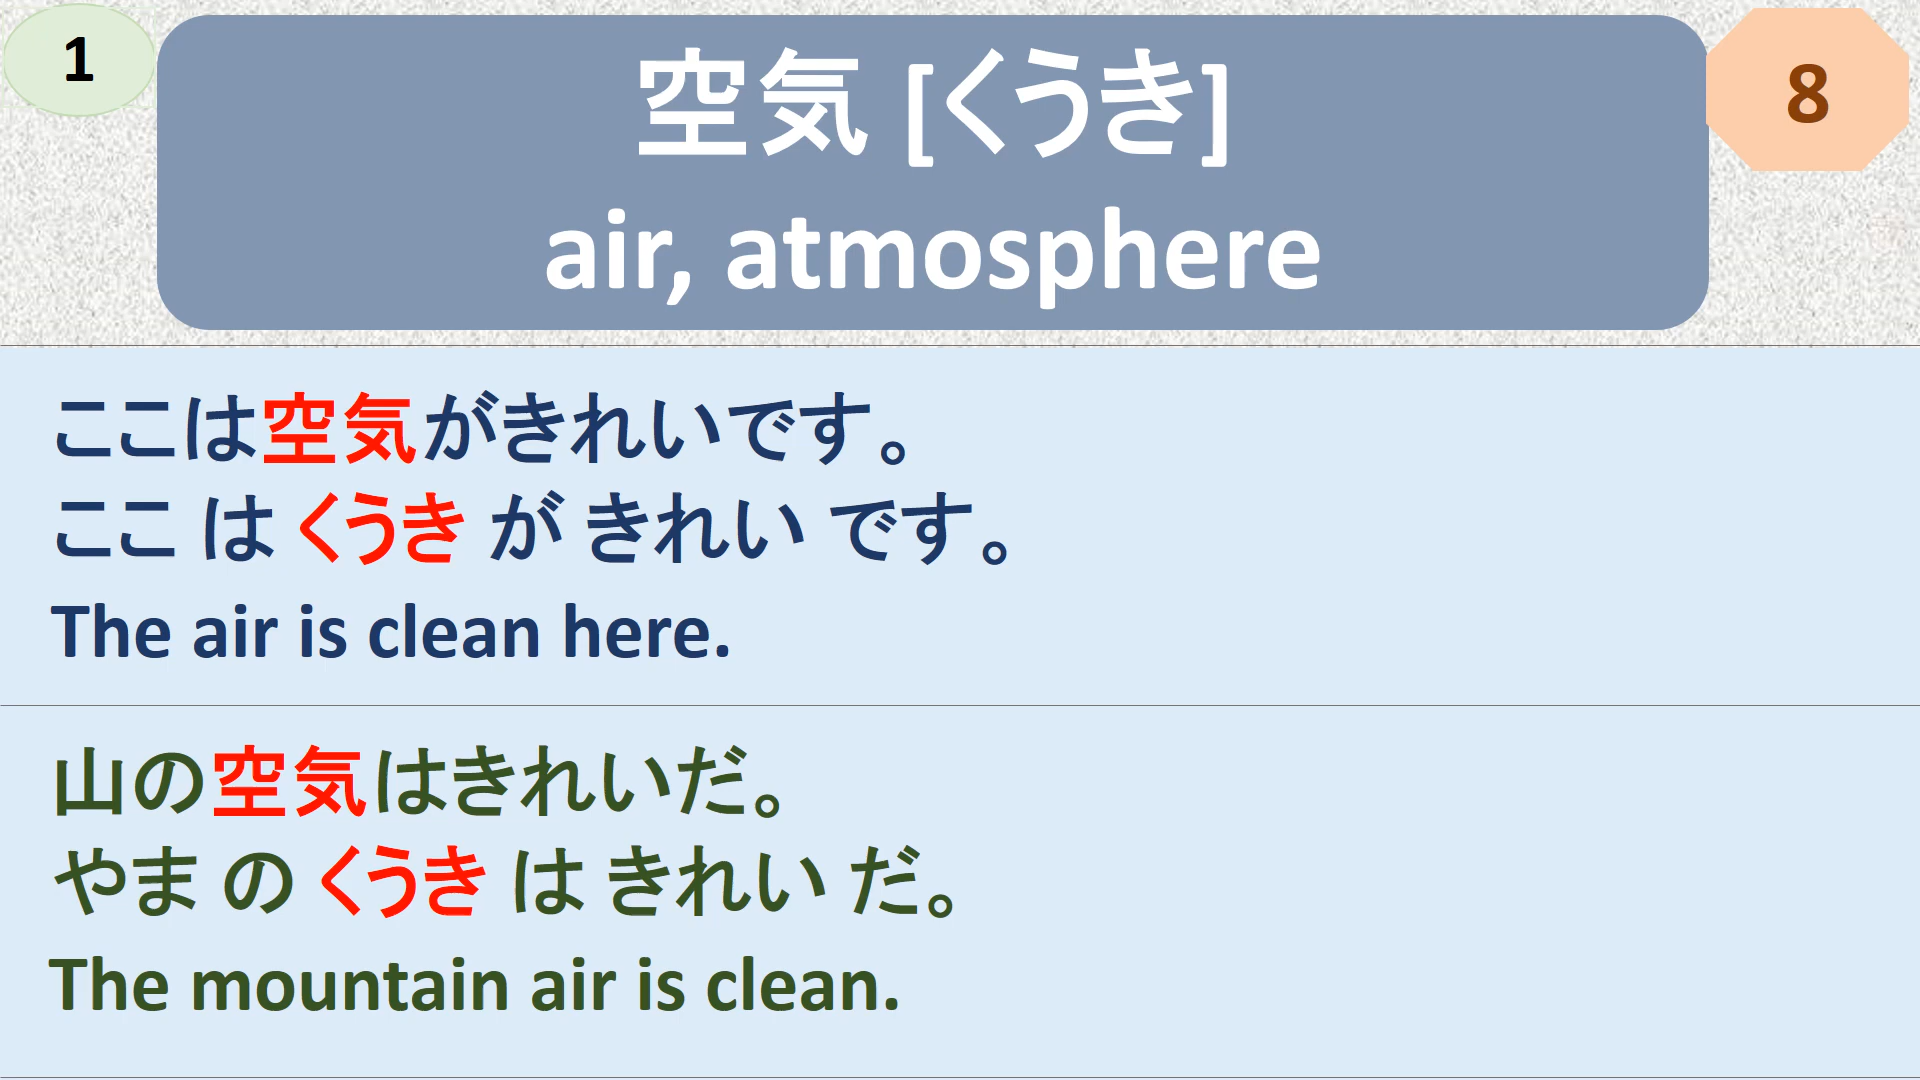 1
空気 [くうき]
8
air, atmosphere
ここは空気がきれいです。
ここ は くうき が きれい です。
The air is clean here.
山の空気はきれいだ。
やま の くうき は きれい だ。
The mountain air is clean.